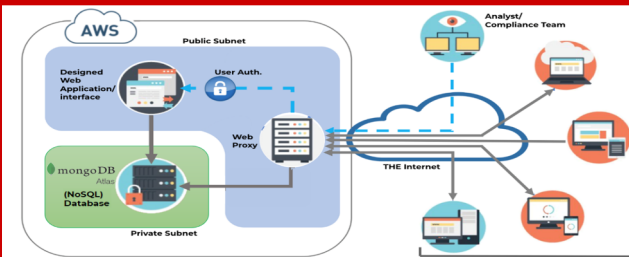 AWS
Public Subnet
Analyst/
Compliance Team
Designed
Web
Application/
interface
User Auth.
Web
Proxy
THE Internet
mongoDB
Atlas
(NoSQL)
Database
Private Subnet